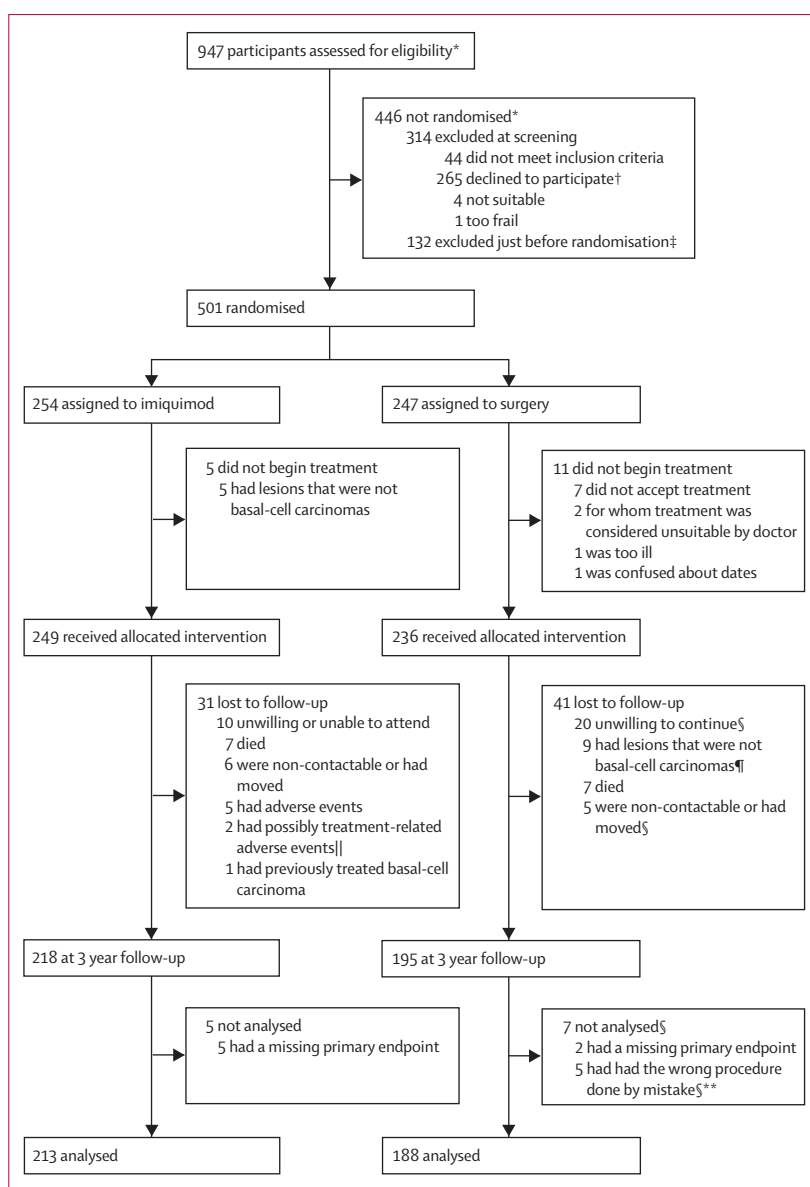 947 participants assessed for eligibility*
446 not randomised*
314 excluded at screening
44 did not meet inclusion criteria
265 declined to participate†
4 not suitable
1 too frail
132 excluded just before randomisation‡
501 randomised
254 assigned to imiquimod
247 assigned to surgery
5 did not begin treatment
5 had lesions that were not
basal-cell carcinomas
11 did not begin treatment
7 did not accept treatment
2 for whom treatment was
considered unsuitable by doctor
1 was too ill
1 was confused about dates
249 received allocated intervention
236 received allocated intervention
31 lost to follow-up
10 unwilling or unable to attend
7 died
6 were non-contactable or had
moved
5 had adverse events
2 had possibly treatment-related
adverse events||
1 had previously treated basal-cell
carcinoma
41 lost to follow-up
20 unwilling to continue§
9 had lesions that were not
basal-cell carcinomas¶
7 died
5 were non-contactable or had
moved§
218 at 3 year follow-up
195 at 3 year follow-up
5 not analysed
5 had a missing primary endpoint
7 not analysed§
2 had a missing primary endpoint
5 had had the wrong procedure
done by mistake§**
213 analysed
188 analysed